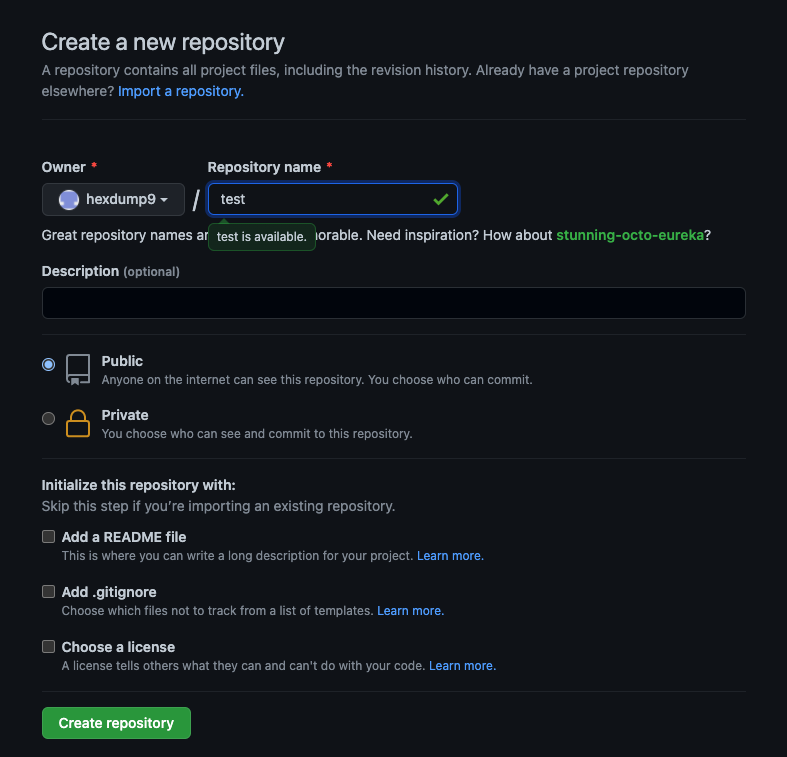 Create a new repository
A repository contains all project files, including the revision history. Already have a project repository
elsewhere? Import a repository.
Owner * Repository name *
hexdump9 / test
Great repository names a orable. Need inspiration? How about stunning-octo-eureka?
test is available.
Description (optional)
Public
Anyone on the internet can see this repository. You choose who can commit.
Private
You choose who can see and commit to this repository.
Initialize this repository with:
Skip this step if you’re importing an existing repository.
Add a README file
This is where you can write a long description for your project. Learn more.
Add .gitignore
Choose which files not to track from a list of templates. Learn more.
Choose a license
A license tells others what they can and can't do with your code. Learn more.
Create repository